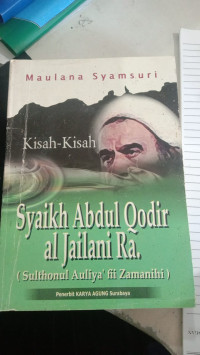 Maulana Syamsuri
Kisah-Kisah
Syaikh Abdul Qodir
al Jailani Ra.
( Sulthonul Auliya' fii Zamanihi )
Penerbit KARYA AGUNG Surabaya